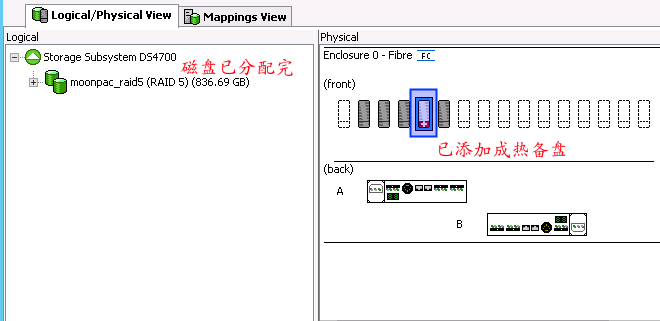 Logical/Physical View
Mappings View
Logical
Storage Subsystem DS4700
磁盘已分配完
moonpac_raid5 (RAID 5) (836.69 GB)
Physical
Enclosure 0 - Fibre FC
(front)
已添加成热备盘
(back)
A
B